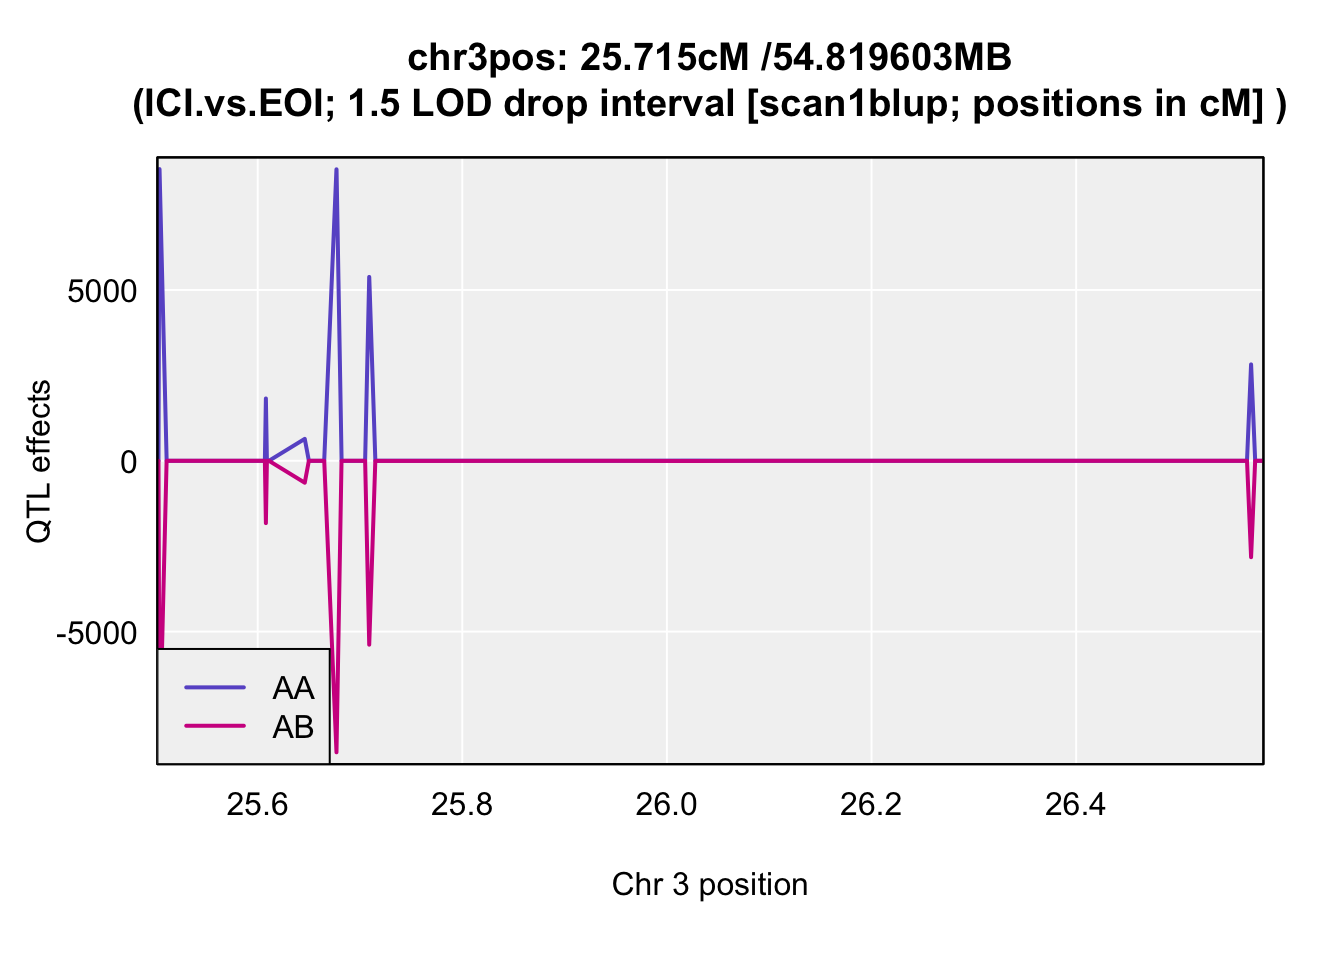 chr3pos: 25.715cM /54.819603MB
(ICI.vs.EOI; 1.5 LOD drop interval [scan1blup; positions in cM] )
QTL effects
5000
0
-5000
AA
AB
25.6 25.8 26.0 26.2 26.4
Chr 3 position